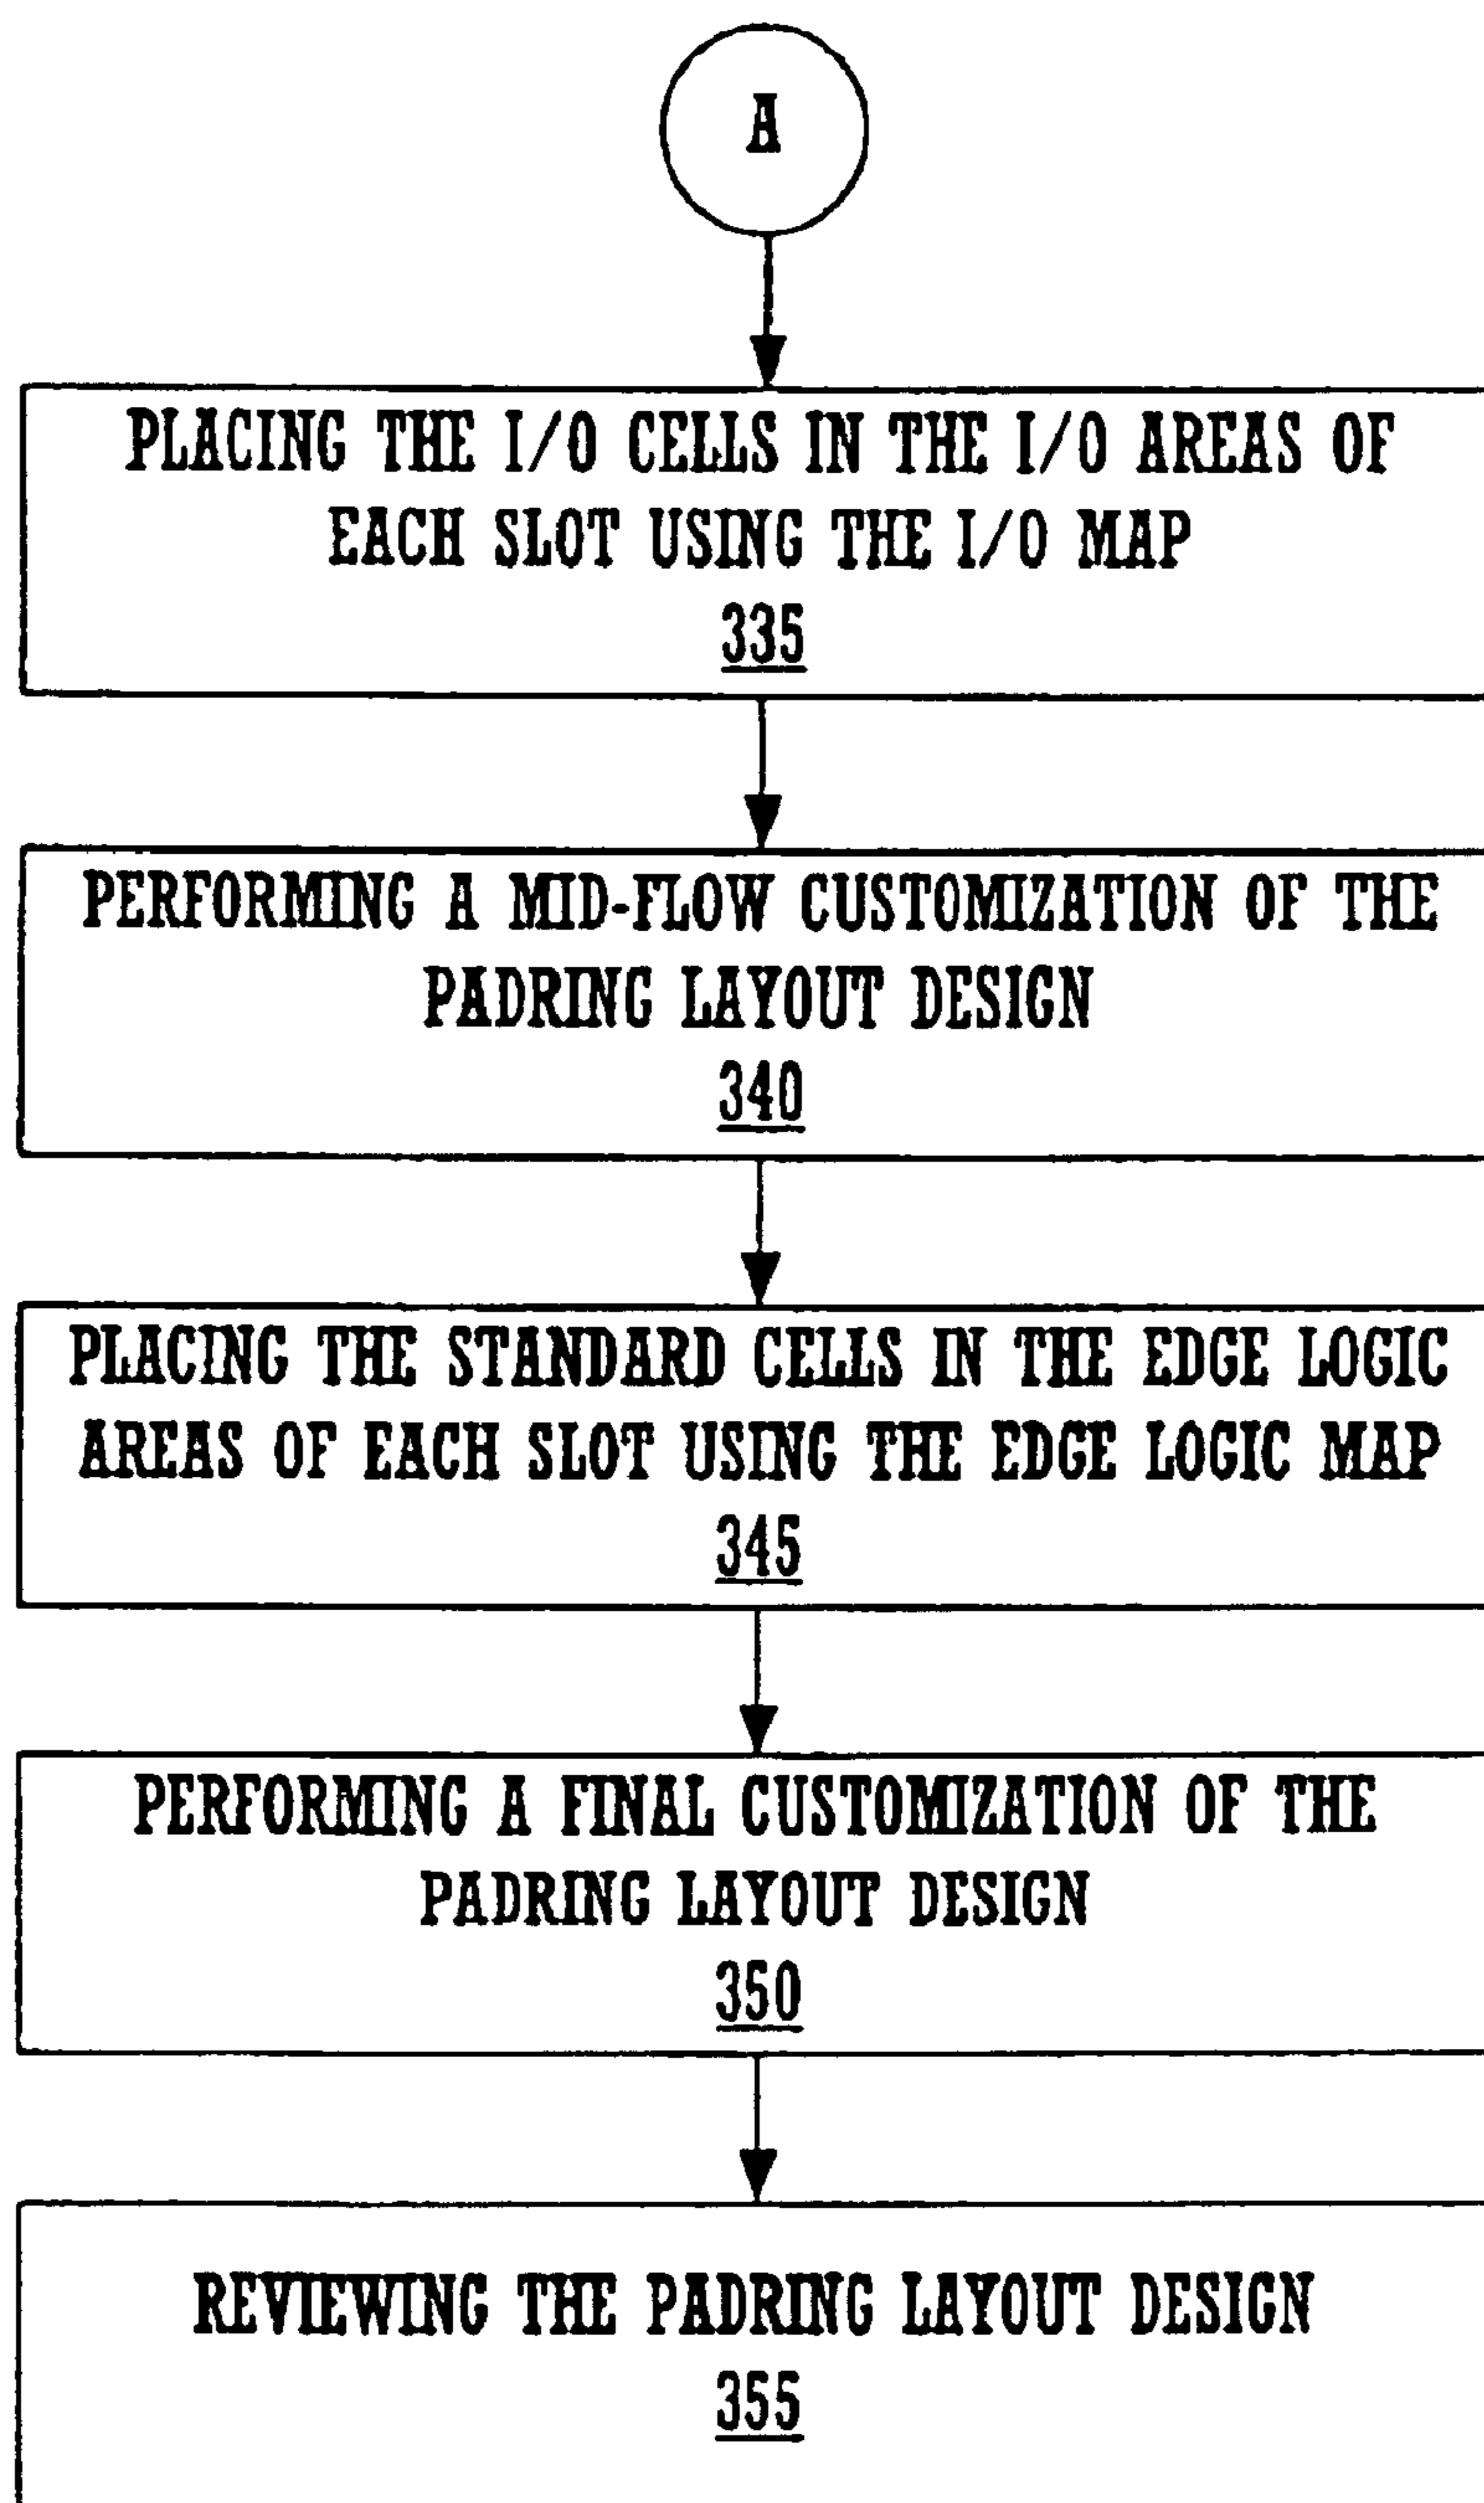 A
PLACING THE I/O CELLS IN THE I/O AREAS OF
EACH SLOT USING THE I/O MAP
335
PERFORMING A MID-FLOW CUSTOMIZATION OF THE
PADRING LAYOUT DESIGN
340
PLACING THE STANDARD CELLS IN THE EDGE LOGIC
AREAS OF EACH SLOT USING THE EDGE LOGIC MAP
345
PERFORMING A FINAL CUSTOMIZATION OF THE
PADRING LAYOUT DESIGN
350
REVIEWING THE PADRING LAYOUT DESIGN
355